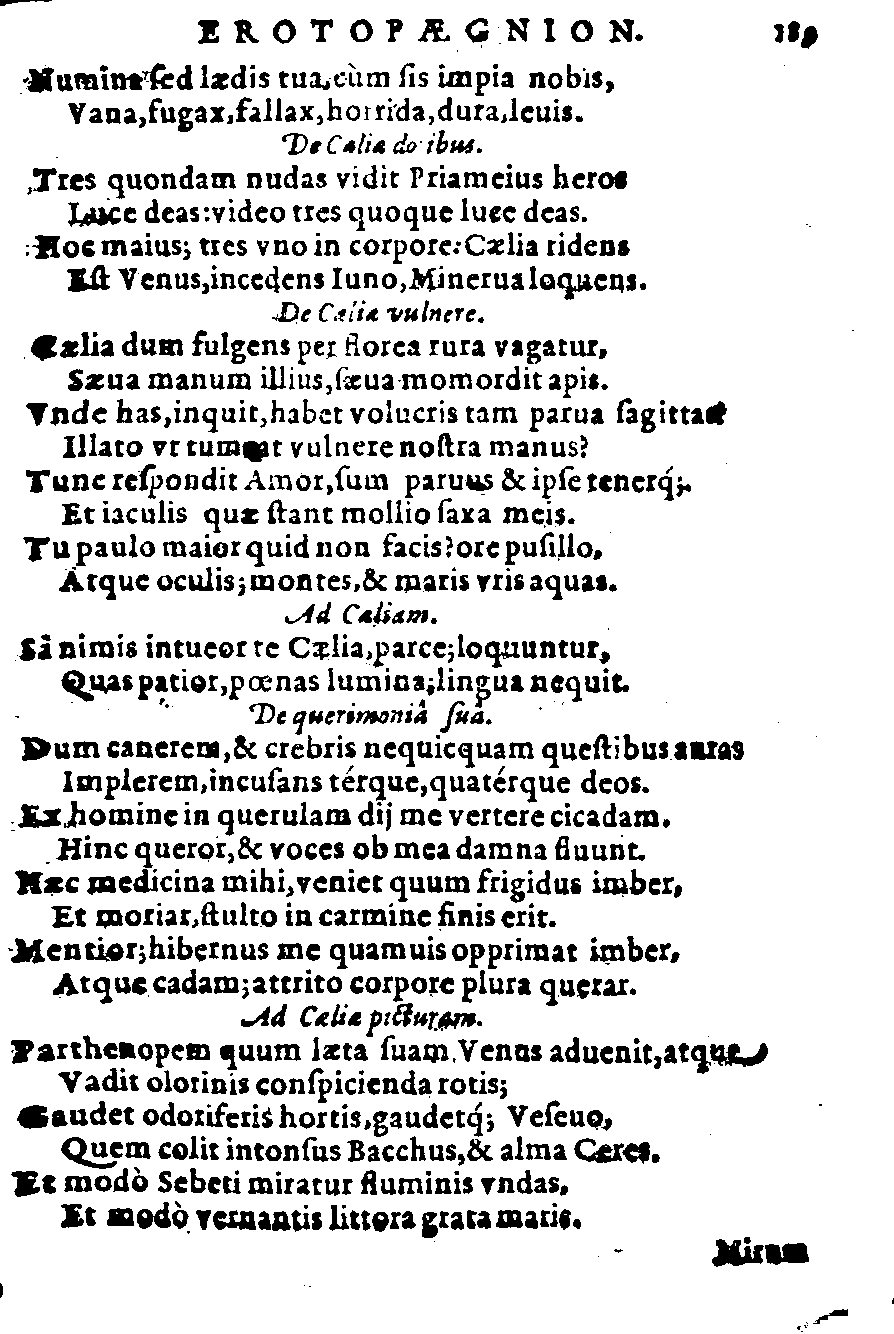 EROTOPÆGNION. 189
Numina sed lædis tua, cùm sis impia nobis,
Vana, fugax, fallax, horrida, dura, leuis.
De Cælia do ibus.
Tres quondam nudas vidit Priameius heros
Luce deas: video tres quoque luce deas.
Hoc maius; tres vno in corpore: Cælia ridens
Est Venus, incedens Iuno, Minerua loquens.
De Cælia vulnere.
Cælia dum fulgens per florea rura vagatur,
Sæua manum illius, sæua momordit apis.
Vnde has, inquit, habet volucris tam parua sagittas
Illato vt tumeat vulnere nostra manus?
Tunc respondit Amor, sum paruus & ipse tenerq́;.
Et iaculis quæ stant mollio saxa meis.
Tu paulo maior quid non facis? ore pusillo,
Atque oculis; montes, & maris vris aquas.
Ad Cæliam.
Sâ nimis intueor te Cælia, parce; loquuntur,
Quas patior, pœnas lumina; lingua nequit.
De querimoniâ suâ.
Dum canerem, & crebris nequicquam questibus auras
Implerem, incusans térque, quatérque deos.
Ex homine in querulam dij me vertere cicadam.
Hinc queror, & voces ob mea damna fluunt.
Hæc medicina mihi, veniet quum frigidus imber,
Et moriar, stulto in carmine finis erit.
Mentior; hibernus me quamuis opprimat imber,
Atque cadam; attrito corpore plura querar.
Ad Cæliæ picturam.
Parthenopem quum læta suam Venus aduenit, atque
Vadit olorinis conspicienda rotis;
Gaudet odoriferis hortis, gaudetq́; Veseuo,
Quem colit intonsus Bacchus, & alma Ceres.
Et modò Sebeti miratur fluminis vndas,
Et modò vernantis littora grata maris.
Mirum